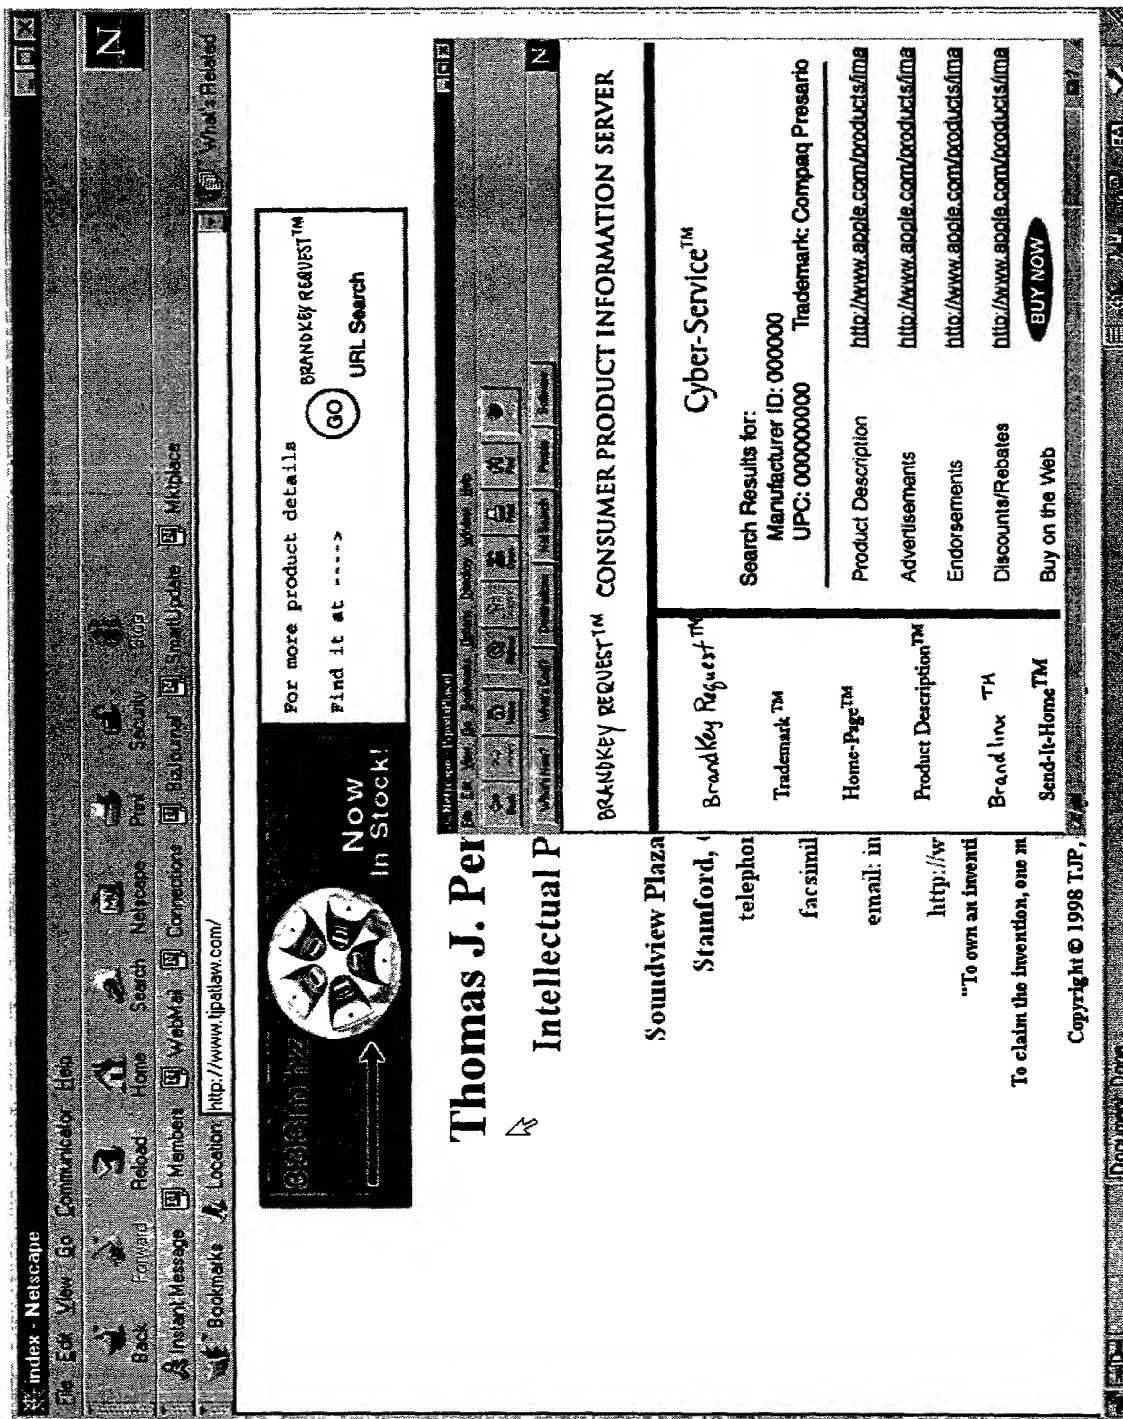 index - Netscape
File Edit View Go Communicator Help
Back Forward Reload Home Search Netscape Print Security Stop
Instant Message Members WebMail Connections BizJournal SmartUpdate Mktplace
Bookmarks Location: http://www.tjpatlaw.com/ What's Related
Now
In Stock!
For more product details
Find it at ---->
GO
BRANDKEY REQUEST™
URL Search
Thomas J. Per
Intellectual P
Soundview Plaza
Stamford,
telephon
facsimil
email: in
http://w
"To own an inventi
To claim the invention, one m
Copyright © 1998 TJP,
BRANDKEY REQUEST™ CONSUMER PRODUCT INFORMATION SERVER
BrandKey Request™
Trademark™
Home-Page™
Product Description™
Brand linx ™
Send-It-Home™
Cyber-Service™
Search Results for:
Manufacturer ID: 000000
UPC: 000000000 Trademark: Compaq Presario
Product Description http://www.apple.com/products/ima
Advertisements http://www.apple.com/products/ima
Endorsements http://www.apple.com/products/ima
Discounts/Rebates http://www.apple.com/products/ima
Buy on the Web BUY NOW
Document: Done